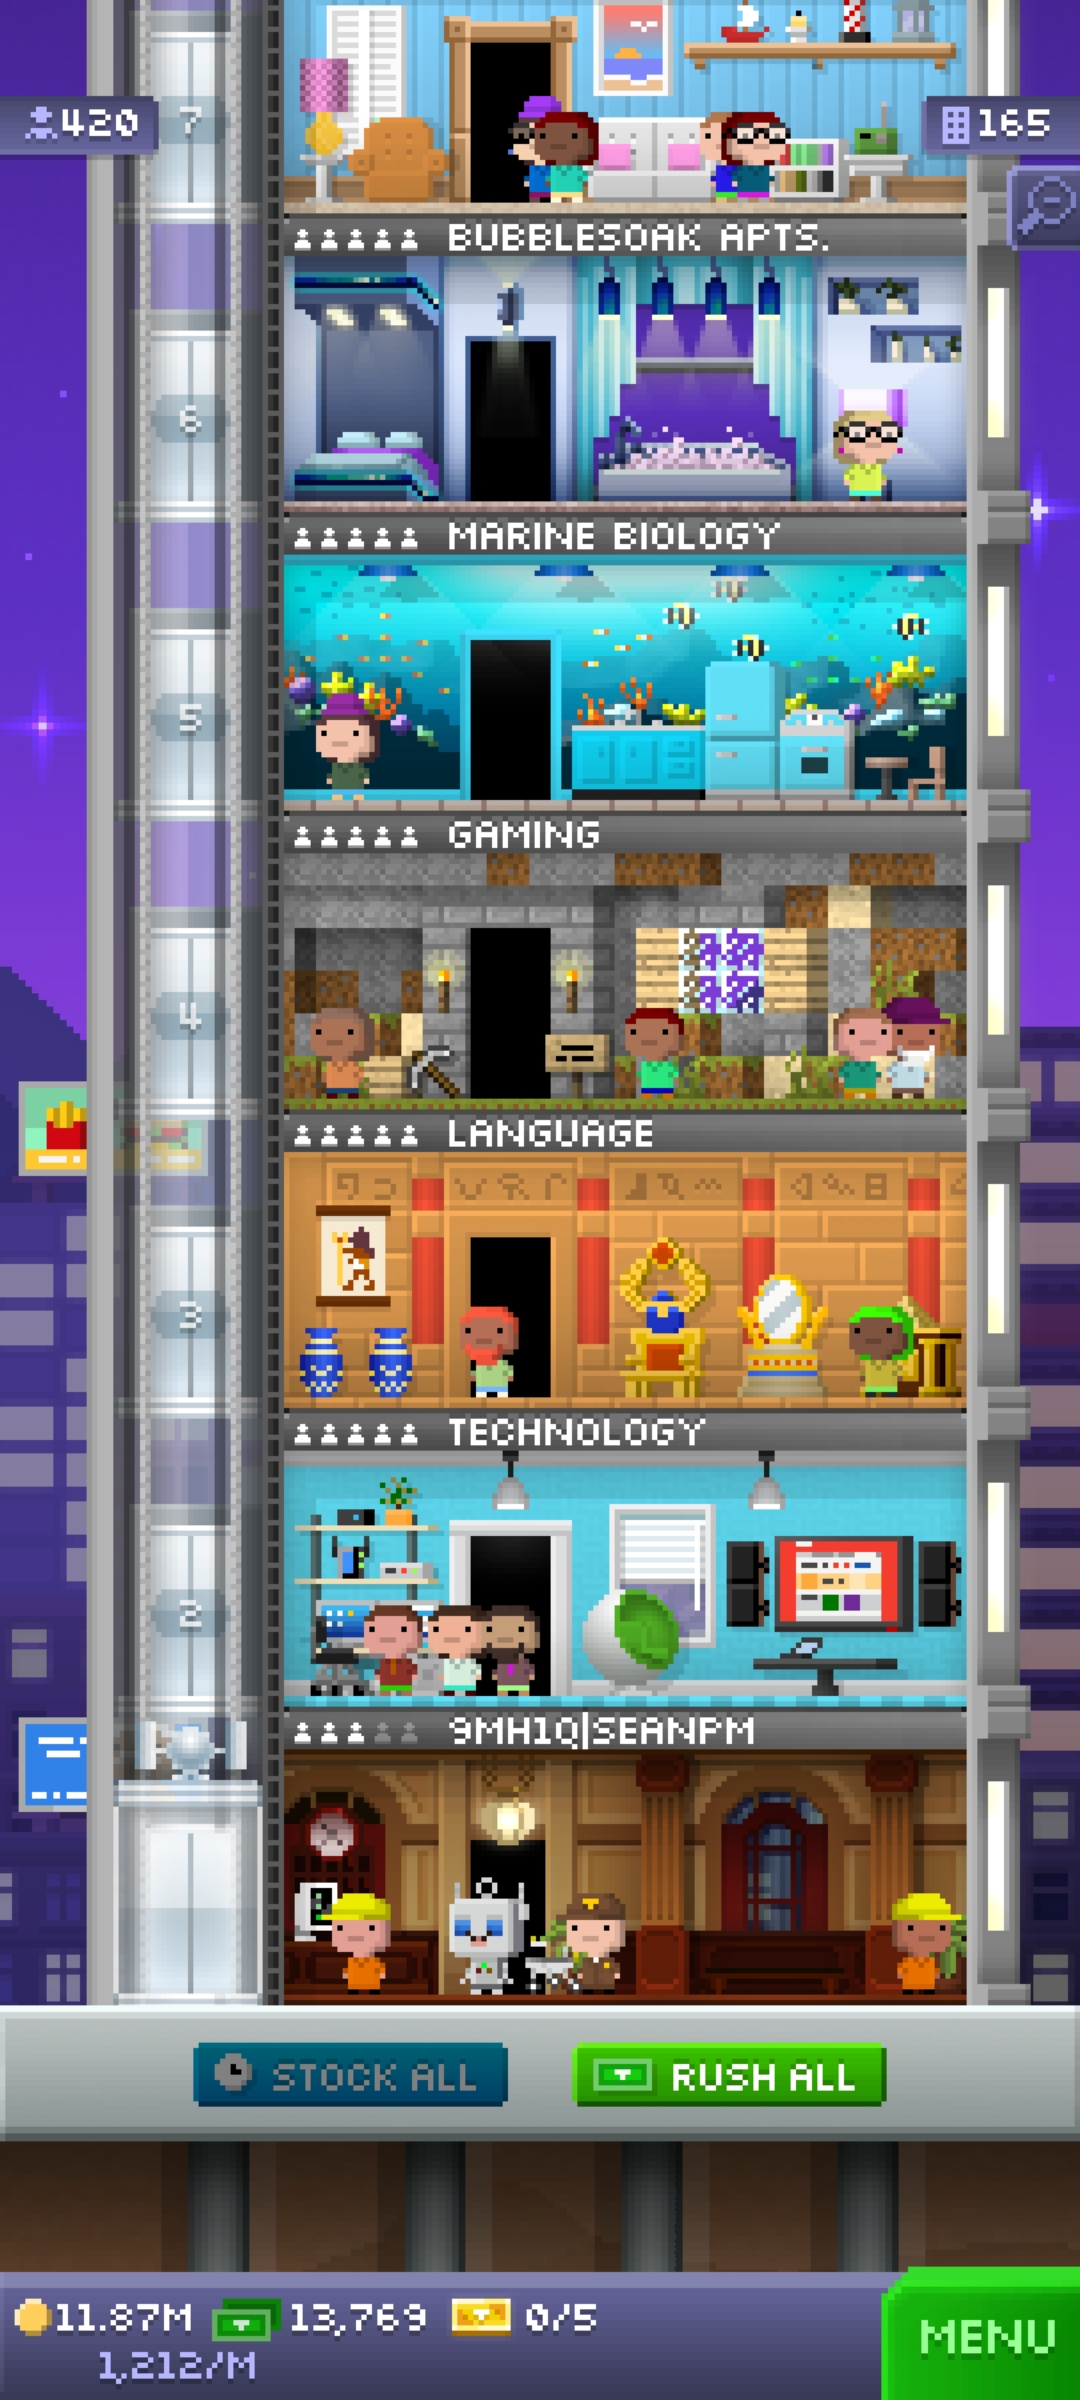 7
420
165
BUBBLESOAK APTS.
6
MARINE BIOLOGY
5
GAMING
4
LANGUAGE
3
TECHNOLOGY
2
9MH1Q|SEANPM
STOCK ALL
RUSH ALL
11.87M
13,769
0/5
1,212/M
MENU